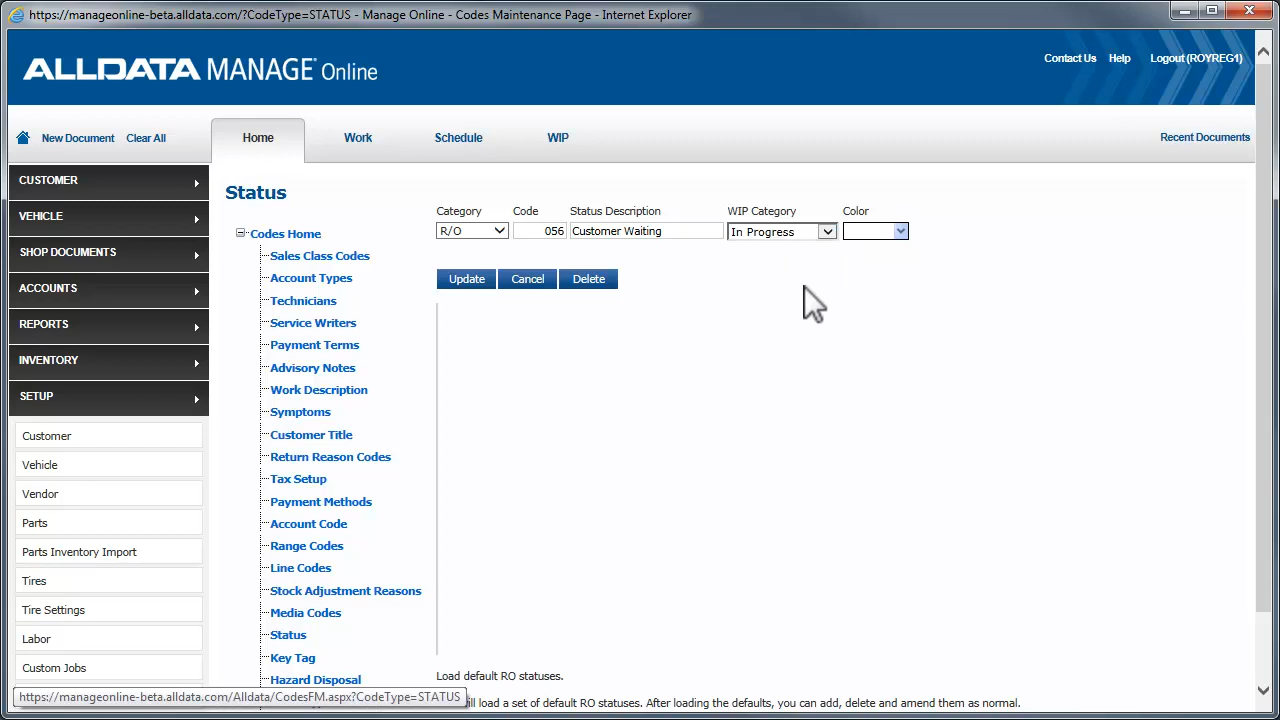 https://manageonline-beta.alldata.com/?CodeType=STATUS - Manage Online - Codes Maintenance Page - Internet Explorer
ALLDATA MANAGE® Online
Contact Us Help Logout (ROYREG1)
New Document Clear All Home Work Schedule WIP Recent Documents
CUSTOMER
VEHICLE
SHOP DOCUMENTS
ACCOUNTS
REPORTS
INVENTORY
SETUP
Customer
Vehicle
Vendor
Parts
Parts Inventory Import
Tires
Tire Settings
Labor
Custom Jobs
Status
Codes Home
Sales Class Codes
Account Types
Technicians
Service Writers
Payment Terms
Advisory Notes
Work Description
Symptoms
Customer Title
Return Reason Codes
Tax Setup
Payment Methods
Account Code
Range Codes
Line Codes
Stock Adjustment Reasons
Media Codes
Status
Key Tag
Hazard Disposal
Category Code Status Description WIP Category Color
R/O 056 Customer Waiting In Progress
Update Cancel Delete
Load default RO statuses.
load a set of default RO statuses. After loading the defaults, you can add, delete and amend them as normal.
https://manageonline-beta.alldata.com/Alldata/CodesFM.aspx?CodeType=STATUS